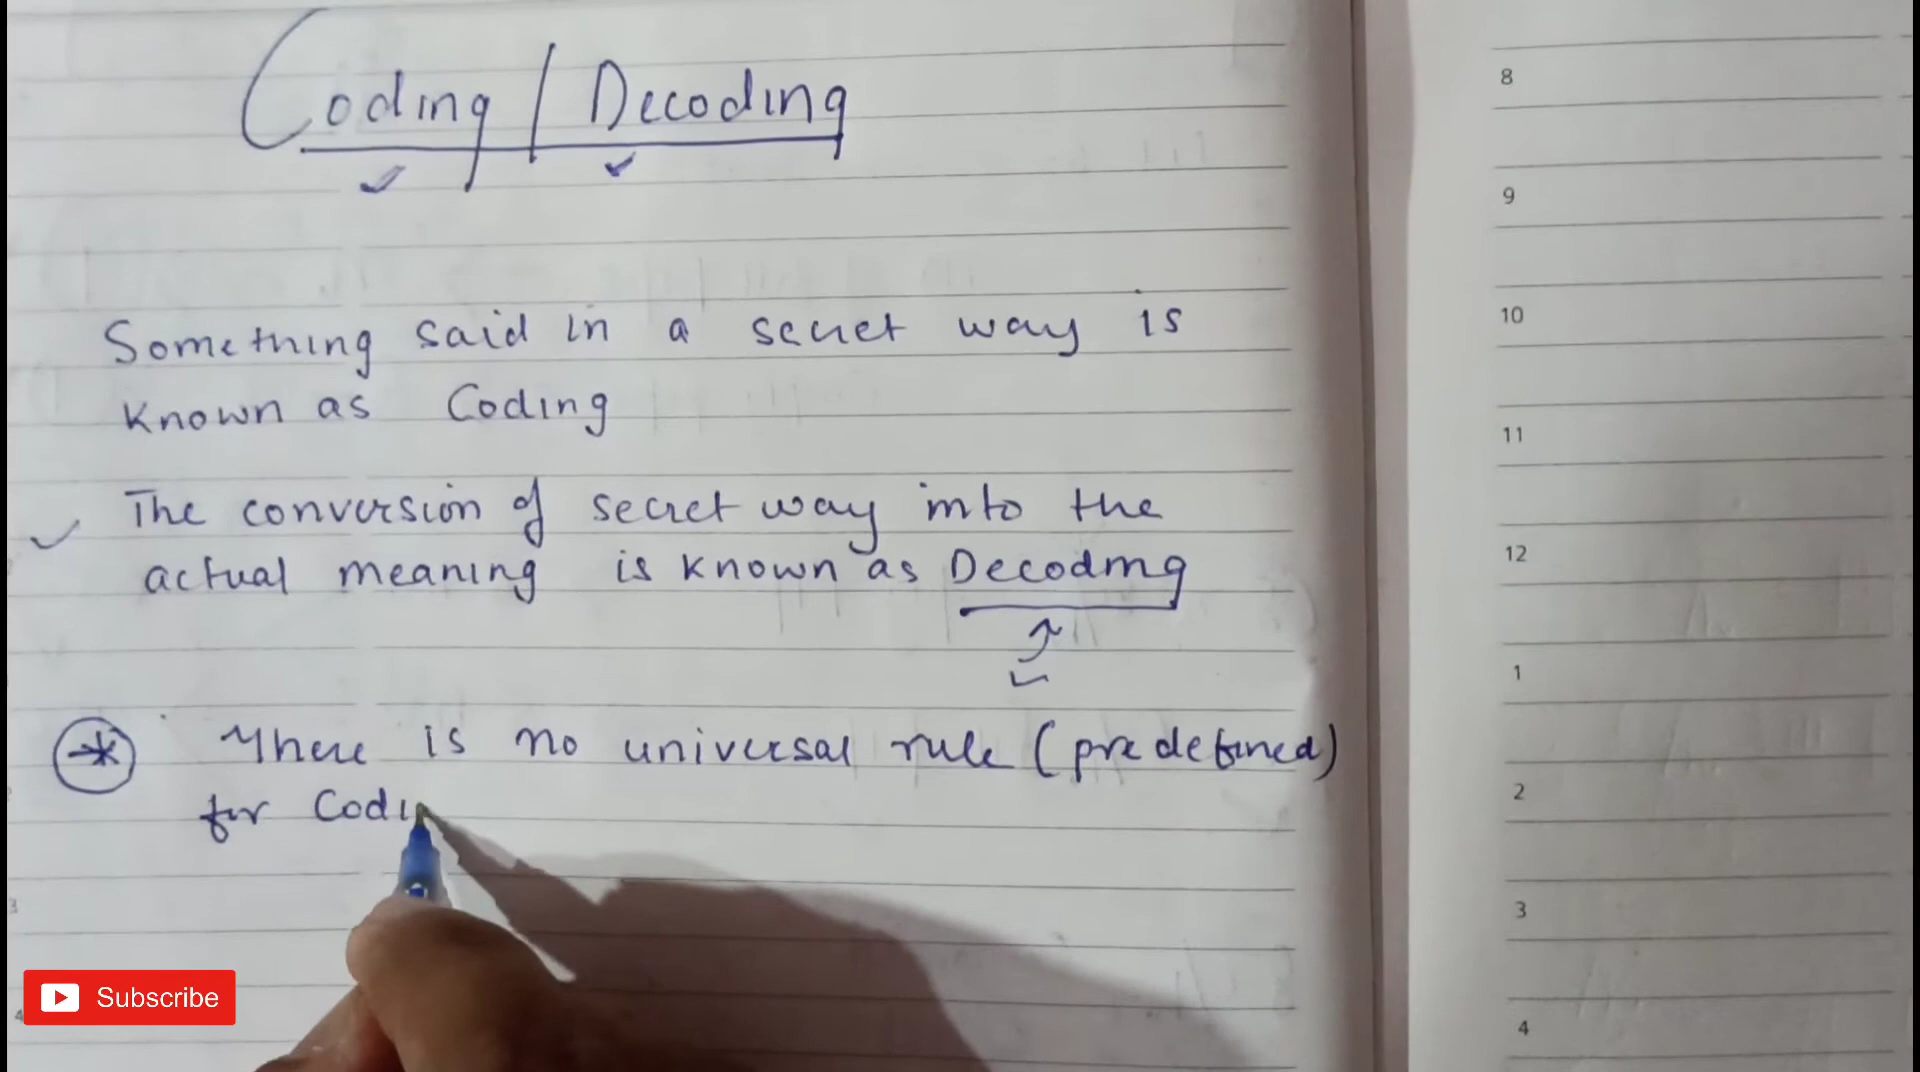 Coding / Decoding
Something said in a secret way is
known as Coding
The conversion of secret way into the
actual meaning is known as Decoding
There is no universal rule (predefined)
for Codi
8
9
10
11
12
1
2
3
4
3
4
Subscribe